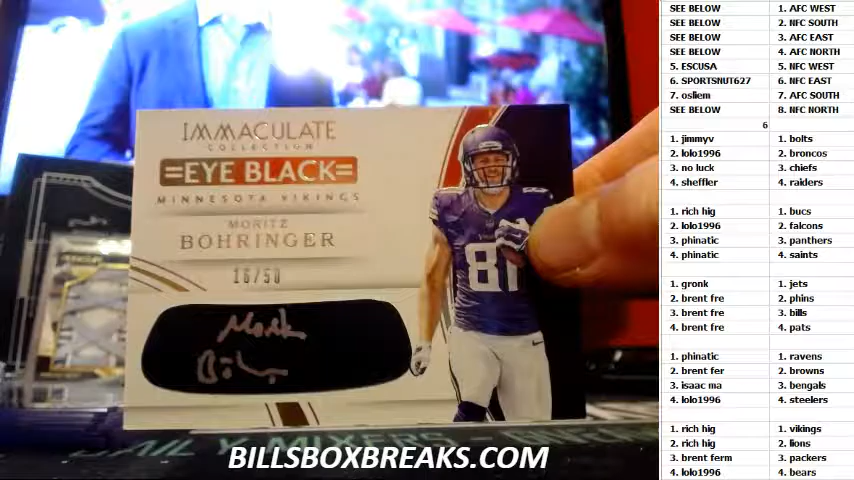 IMMACULATE
COLLECTION
=EYE BLACK=
MINNESOTA VIKINGS
MORITZ
BOHRINGER
16/50
81
BILLSBOXBREAKS.COM
SEE BELOW 1. AFC WEST
SEE BELOW 2. NFC SOUTH
SEE BELOW 3. AFC EAST
SEE BELOW 4. AFC NORTH
5. ESCUSA 5. NFC WEST
6. SPORTSNUT627 6. NFC EAST
7. osliem 7. AFC SOUTH
SEE BELOW 8. NFC NORTH
6
1. jimmyv 1. bolts
2. lolo1996 2. broncos
3. no luck 3. chiefs
4. sheffler 4. raiders
1. rich hig 1. bucs
2. lolo1996 2. falcons
3. phinatic 3. panthers
4. phinatic 4. saints
1. gronk 1. jets
2. brent fre 2. phins
3. brent fre 3. bills
4. brent fre 4. pats
1. phinatic 1. ravens
2. brent fer 2. browns
3. isaac ma 3. bengals
4. lolo1996 4. steelers
1. rich hig 1. vikings
2. rich hig 2. lions
3. brent ferm 3. packers
4. lolo1996 4. bears